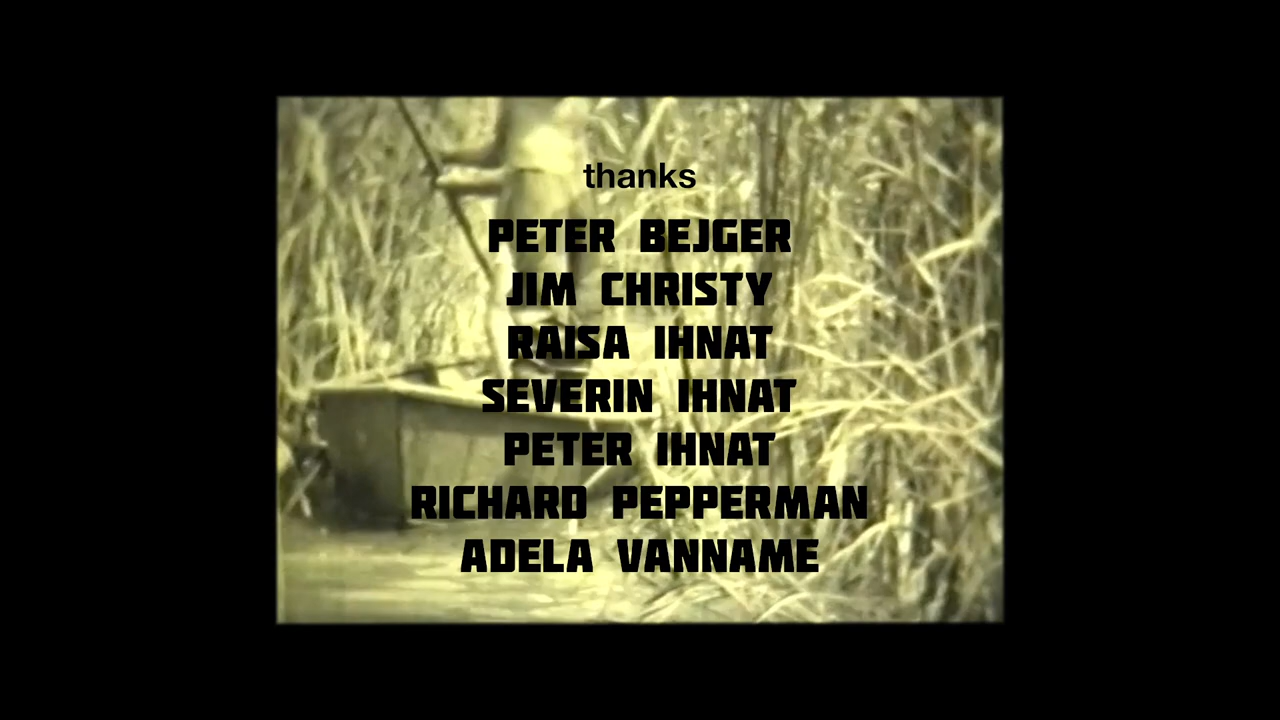 thanks
PETER BEJGER
JIM CHRISTY
RAISA IHNAT
SEVERIN IHNAT
PETER IHNAT
RICHARD PEPPERMAN
ADELA VANNAME